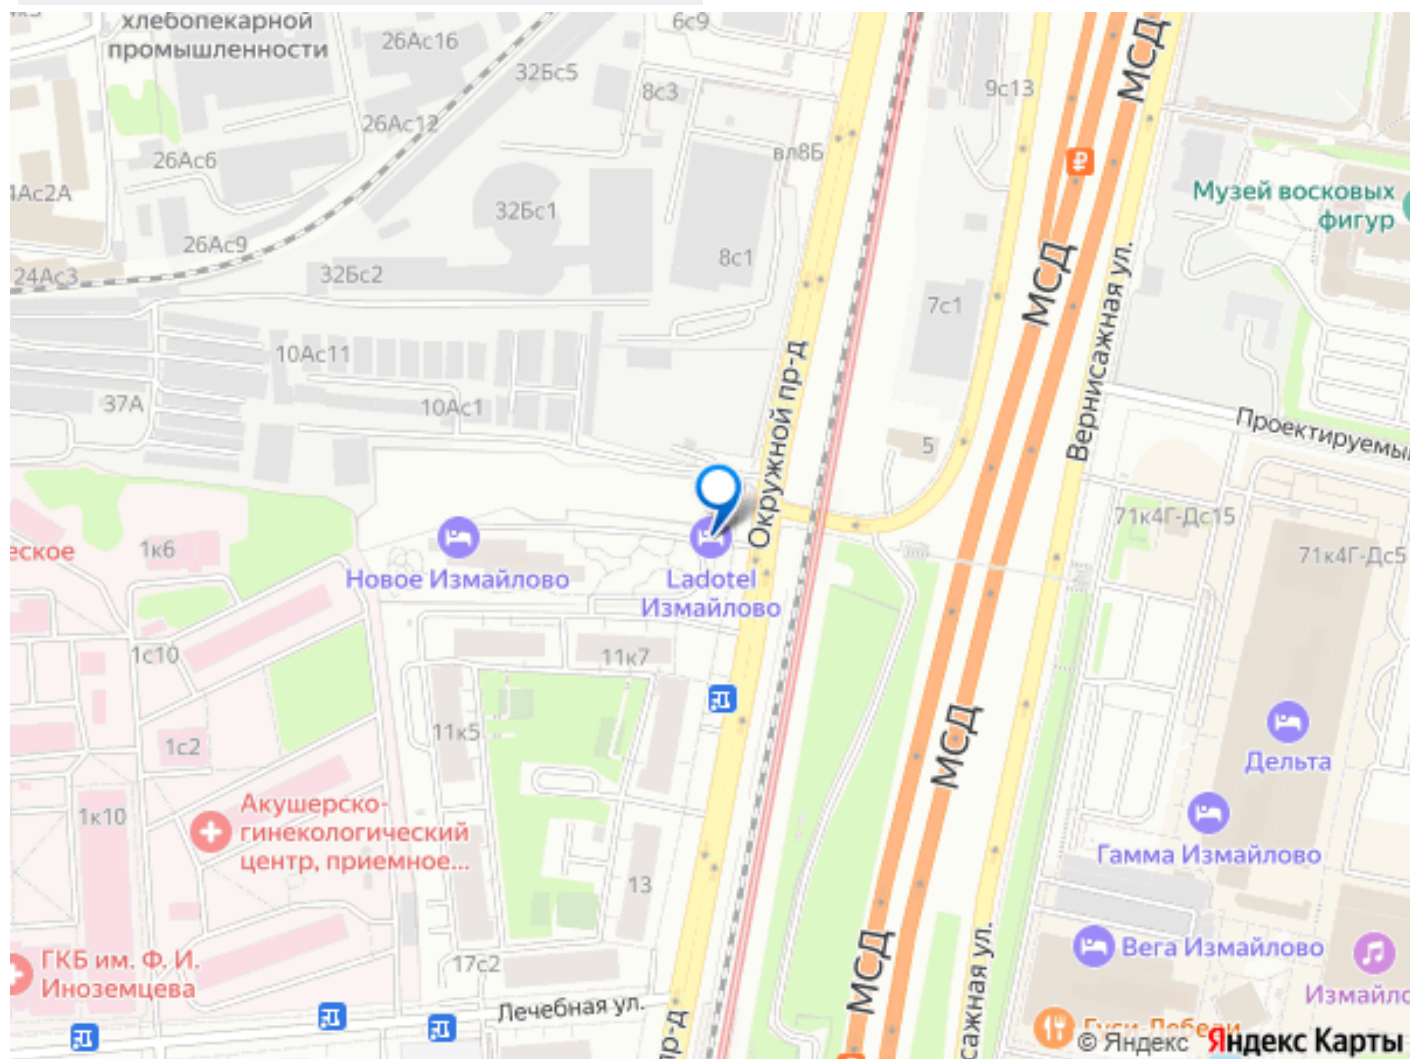 хлебопекарной
промышленности
26Ас16
6с9
32Бс5
8с3
9с13
МСД
26Ас12
вл8Б
26Ас6
Музей восковых
фигур
32Бс1
26Ас9
8с1
24Ас3
32Бс2
МСД
Вернисажная ул.
7с1
10Ас11
Окружной пр-д
37А
10Ас1
Проектируемый
5
71к4Г-Дс15
еское
1к6
71к4Г-Дс5
Новое Измайлово
Ladotel
Измайлово
1с10
11к7
11к5
МСД
1с2
Дельта
Акушерско-
гинекологический
центр, приемное...
1к10
Гамма Измайлово
13
Вега Измайлово
ГКБ им. Ф. И.
Иноземцева
17с2
МСД
сажная ул.
Лечебная ул.
Измайло
пр-д
Гуси-Лебеди
© Яндекс Яндекс Карты